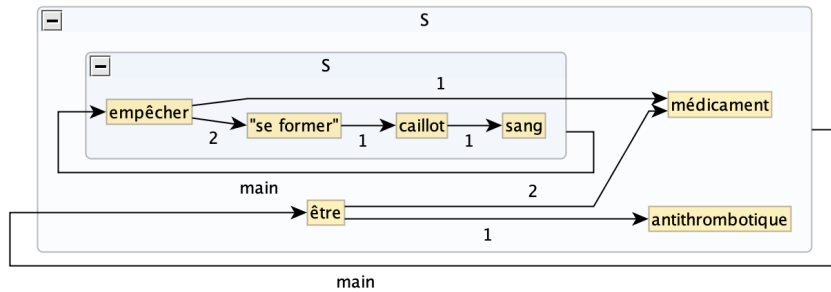 S
S
1
empêcher
médicament
"se former"
caillot
sang
2
1
1
main
2
être
antithrombotique
1
main